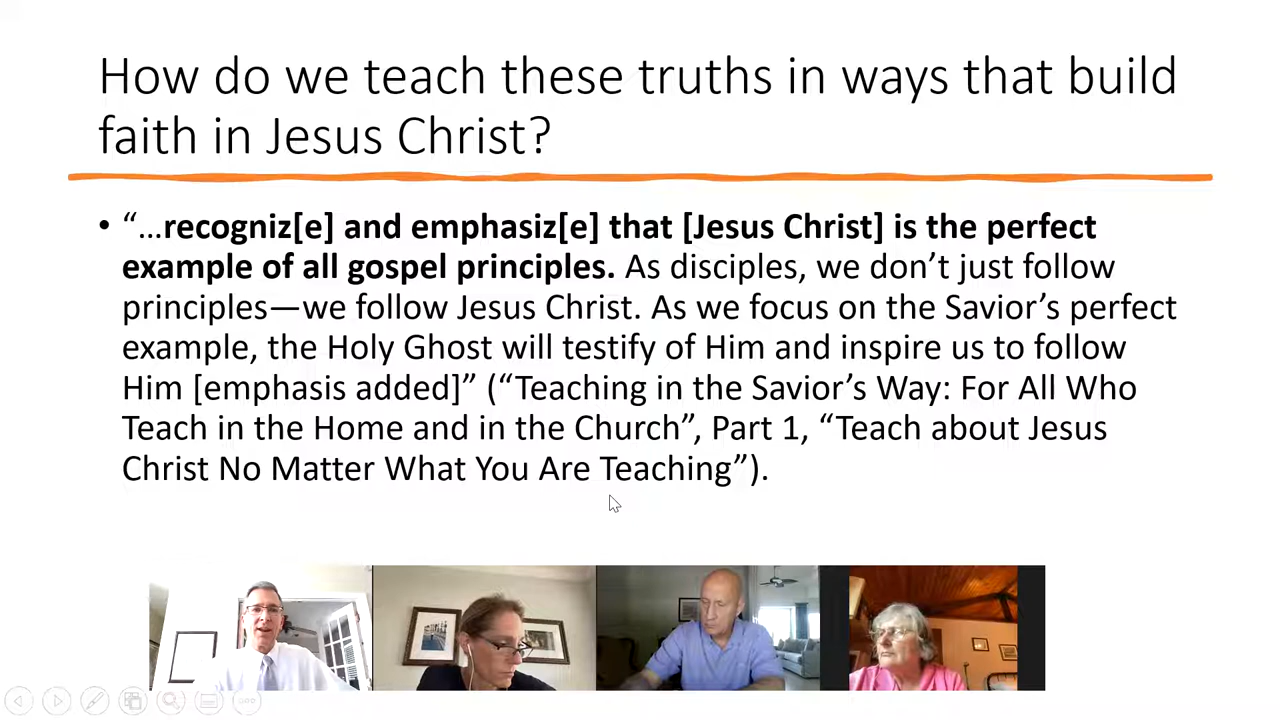 How do we teach these truths in ways that build
faith in Jesus Christ?
• “…recogniz[e] and emphasiz[e] that [Jesus Christ] is the perfect
example of all gospel principles. As disciples, we don’t just follow
principles—we follow Jesus Christ. As we focus on the Savior’s perfect
example, the Holy Ghost will testify of Him and inspire us to follow
Him [emphasis added]” (“Teaching in the Savior’s Way: For All Who
Teach in the Home and in the Church”, Part 1, “Teach about Jesus
Christ No Matter What You Are Teaching”).